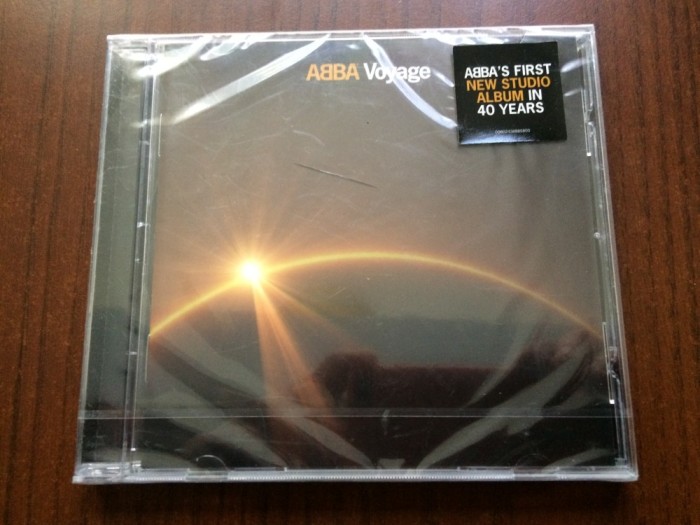 ABBA Voyage
ABBA'S FIRST
NEW STUDIO
ALBUM IN
40 YEARS